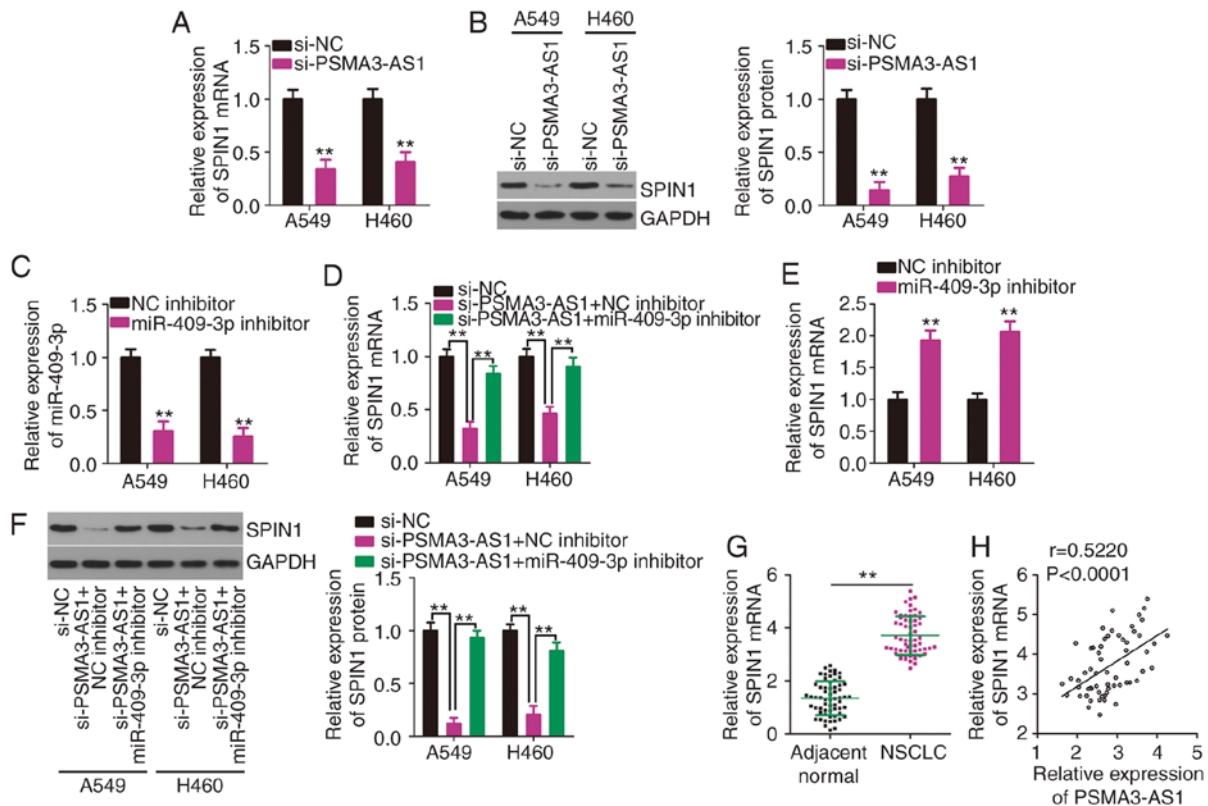 A
si-NC
si-PSMA3-AS1
Relative expression
of SPIN1 mRNA
1.5
1.0
0.5
0.0
**
**
A549
H460
B
A549
H460
si-NC
si-PSMA3-AS1
si-NC
si-PSMA3-AS1
SPIN1
GAPDH
si-NC
si-PSMA3-AS1
Relative expression
of SPIN1 protein
1.5
1.0
0.5
0.0
**
**
A549
H460
C
NC inhibitor
miR-409-3p inhibitor
Relative expression
of miR-409-3p
1.5
1.0
0.5
0.0
**
**
A549
H460
D
si-NC
si-PSMA3-AS1+NC inhibitor
si-PSMA3-AS1+miR-409-3p inhibitor
Relative expression
of SPIN1 mRNA
1.5
1.0
0.5
0.0
**
**
**
**
A549
H460
E
NC inhibitor
miR-409-3p inhibitor
Relative expression
of SPIN1 mRNA
2.5
2.0
1.5
1.0
0.5
0.0
**
**
A549
H460
F
SPIN1
GAPDH
si-NC
si-PSMA3-AS1+
NC inhibitor
si-PSMA3-AS1+
miR-409-3p inhibitor
si-NC
si-PSMA3-AS1+
NC inhibitor
si-PSMA3-AS1+
miR-409-3p inhibitor
A549
H460
si-NC
si-PSMA3-AS1+NC inhibitor
si-PSMA3-AS1+miR-409-3p inhibitor
Relative expression
of SPIN1 protein
1.5
1.0
0.5
0.0
**
**
**
**
A549
H460
G
Relative expression
of SPIN1 mRNA
6
4
2
0
**
Adjacent
normal
NSCLC
H
r=0.5220
P<0.0001
Relative expression
of SPIN1 mRNA
6
5
4
3
2
1
2
3
4
5
Relative expression
of PSMA3-AS1